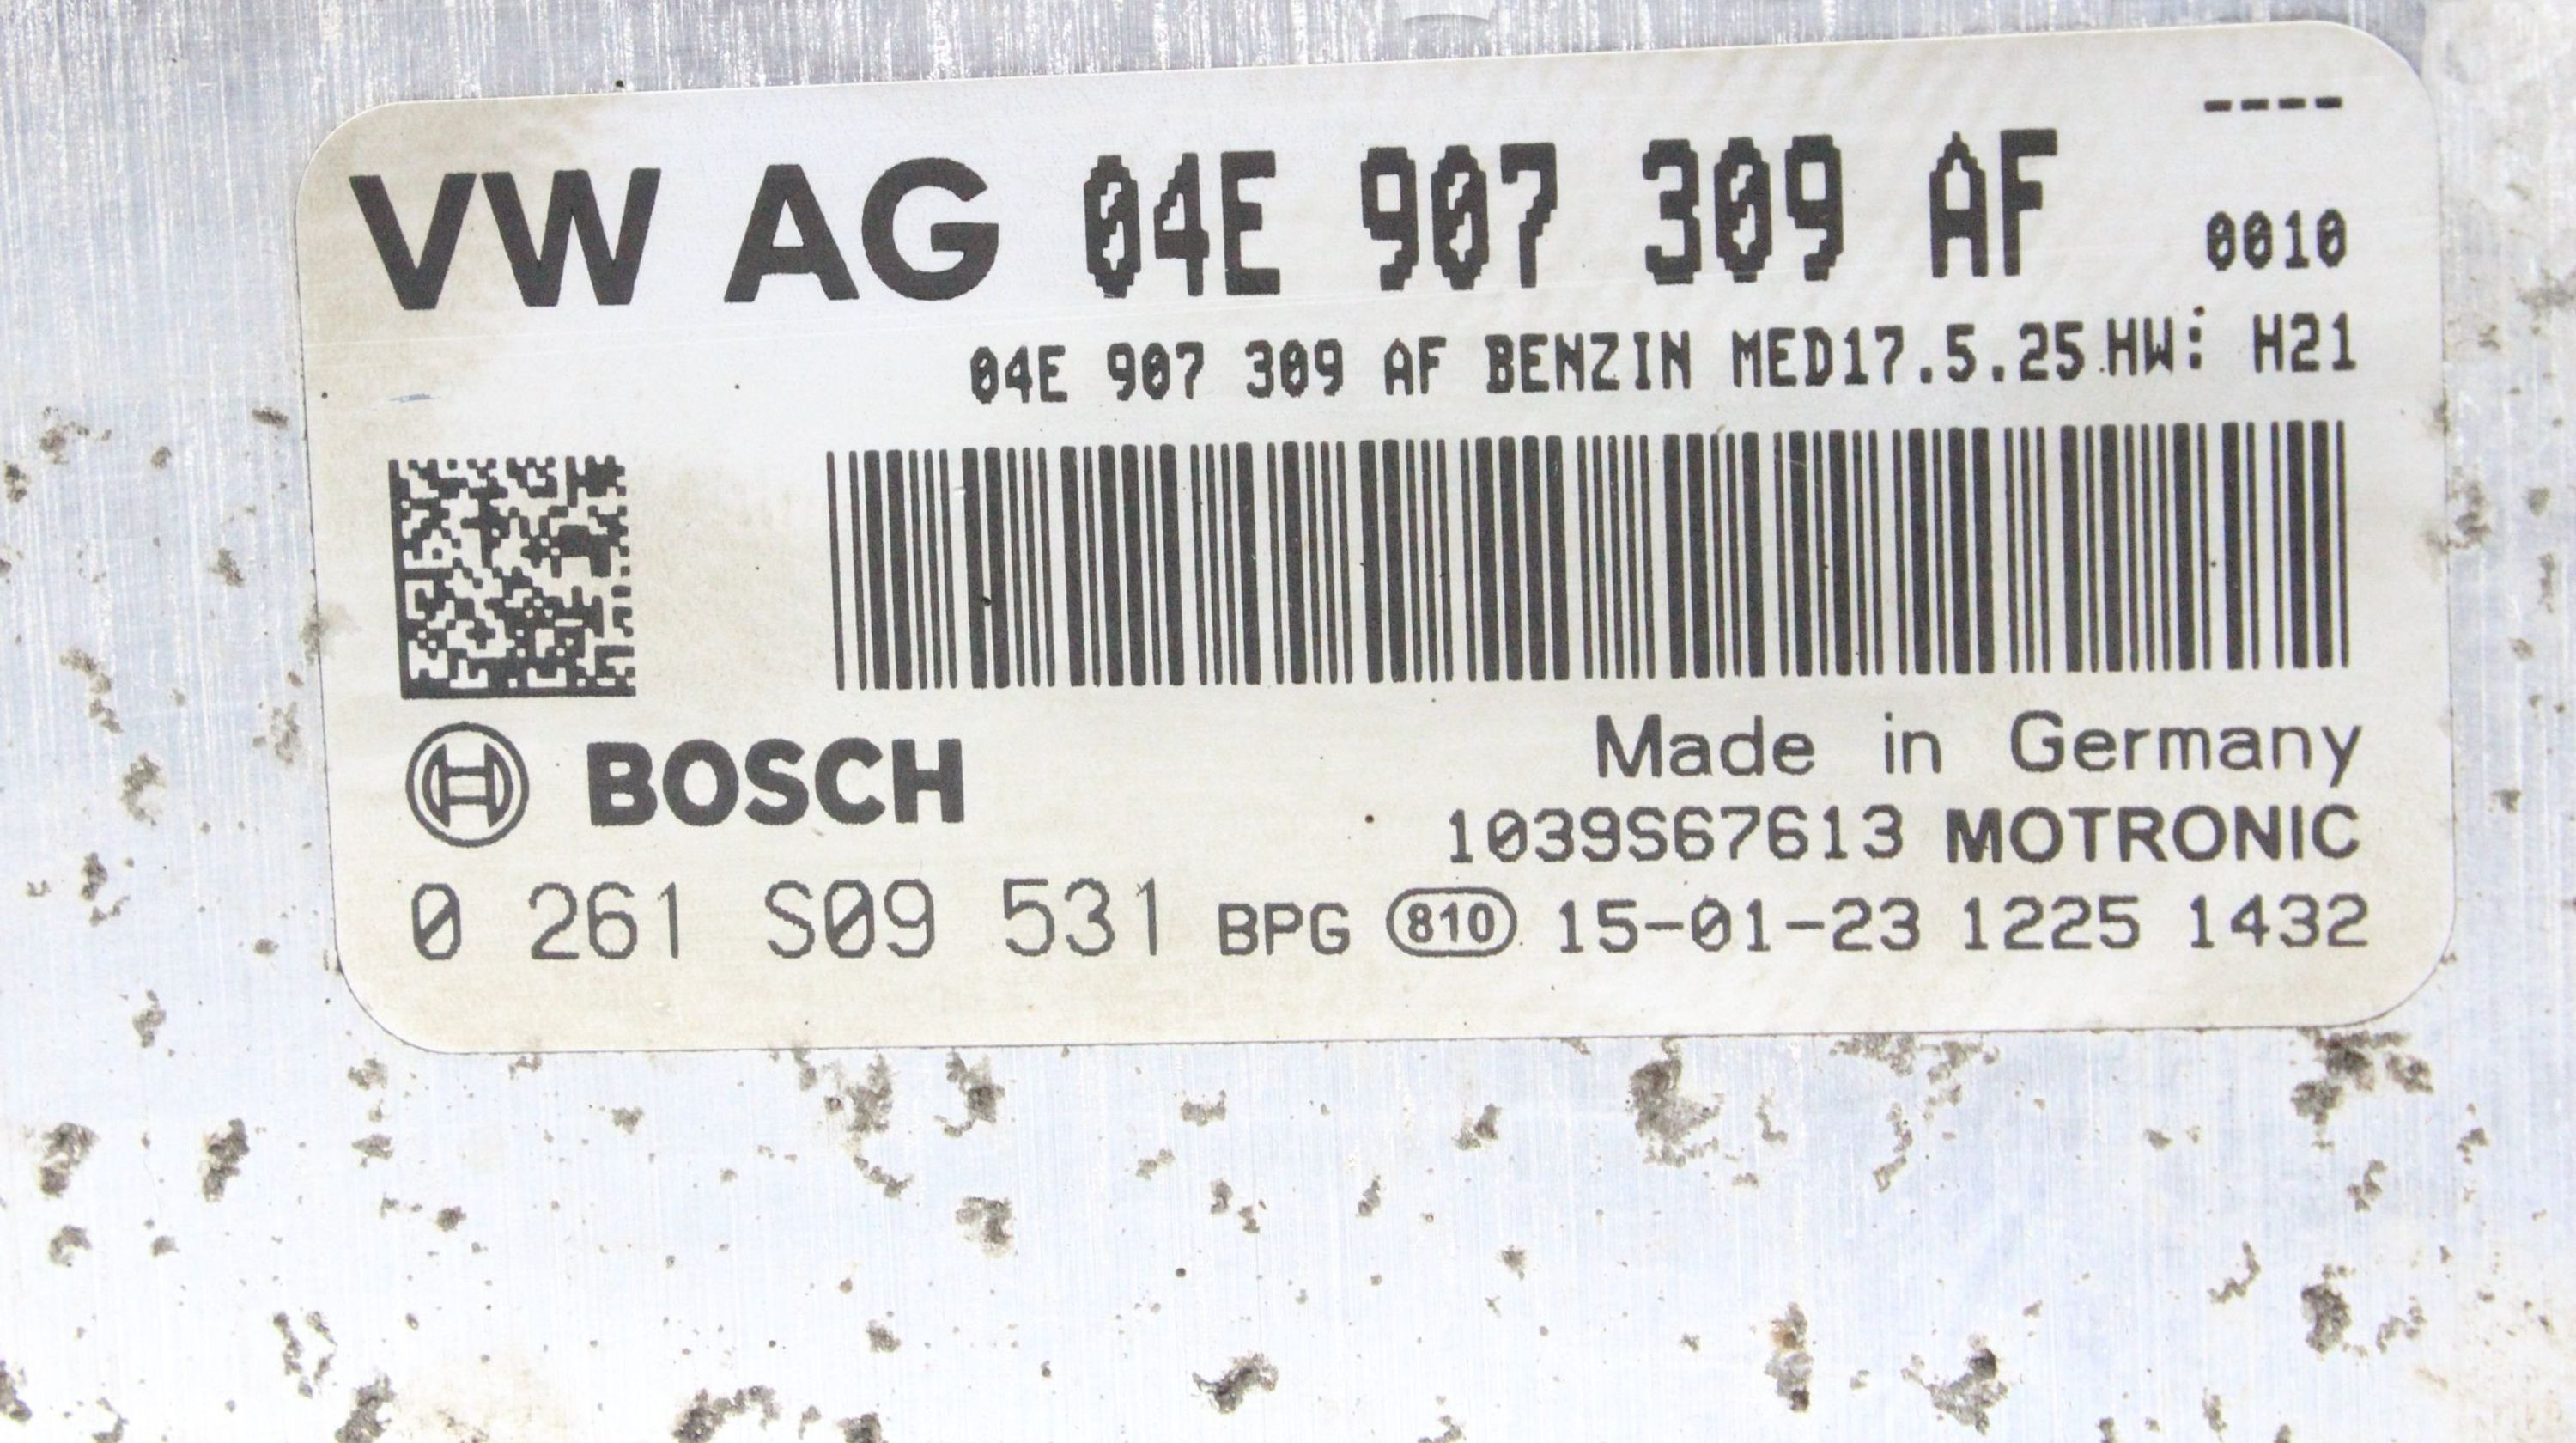 ----
VW AG 04E 907 309 AF 0010
04E 907 309 AF BENZIN MED17.5.25 HW: H21
BOSCH
Made in Germany
1039S67613 MOTRONIC
0 261 S09 531 BPG 810 15-01-23 1225 1432